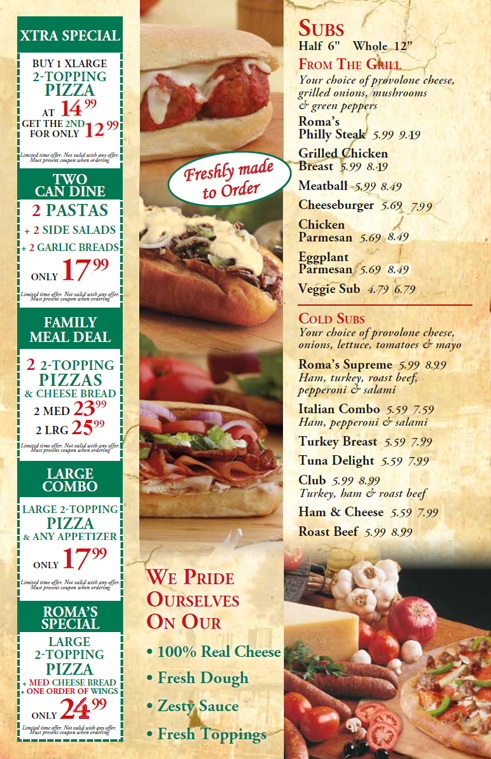 XTRA SPECIAL
BUY 1 XLARGE
2-TOPPING
PIZZA
AT 14.99
GET THE 2ND
FOR ONLY 12.99
Limited time offer. Not valid with any offer.
Must present coupon when ordering
TWO
CAN DINE
2 PASTAS
+ 2 SIDE SALADS
+ 2 GARLIC BREADS
ONLY 17.99
Limited time offer. Not valid with any offer.
Must present coupon when ordering
FAMILY
MEAL DEAL
2 2-TOPPING
PIZZAS
& CHEESE BREAD
2 MED 23.99
2 LRG 25.99
Limited time offer. Not valid with any offer.
Must present coupon when ordering
LARGE
COMBO
LARGE 2-TOPPING
PIZZA
& ANY APPETIZER
ONLY 17.99
Limited time offer. Not valid with any offer.
Must present coupon when ordering
ROMA'S
SPECIAL
LARGE
2-TOPPING
PIZZA
+ MED CHEESE BREAD
+ ONE ORDER OF WINGS
ONLY 24.99
Limited time offer. Not valid with any offer.
Must present coupon when ordering
Freshly made
to Order
WE PRIDE
OURSELVES
ON OUR
• 100% Real Cheese
• Fresh Dough
• Zesty Sauce
• Fresh Toppings
SUBS
Half 6" Whole 12"
FROM THE GRILL
Your choice of provolone cheese,
grilled onions, mushrooms
& green peppers
Roma's
Philly Steak 5.99 9.19
Grilled Chicken
Breast 5.99 8.49
Meatball 5.99 8.49
Cheeseburger 5.69 7.99
Chicken
Parmesan 5.69 8.49
Eggplant
Parmesan 5.69 8.49
Veggie Sub 4.79 6.79
COLD SUBS
Your choice of provolone cheese,
onions, lettuce, tomatoes & mayo
Roma's Supreme 5.99 8.99
Ham, turkey, roast beef,
pepperoni & salami
Italian Combo 5.59 7.59
Ham, pepperoni & salami
Turkey Breast 5.59 7.99
Tuna Delight 5.59 7.99
Club 5.99 8.99
Turkey, ham & roast beef
Ham & Cheese 5.59 7.99
Roast Beef 5.99 8.99